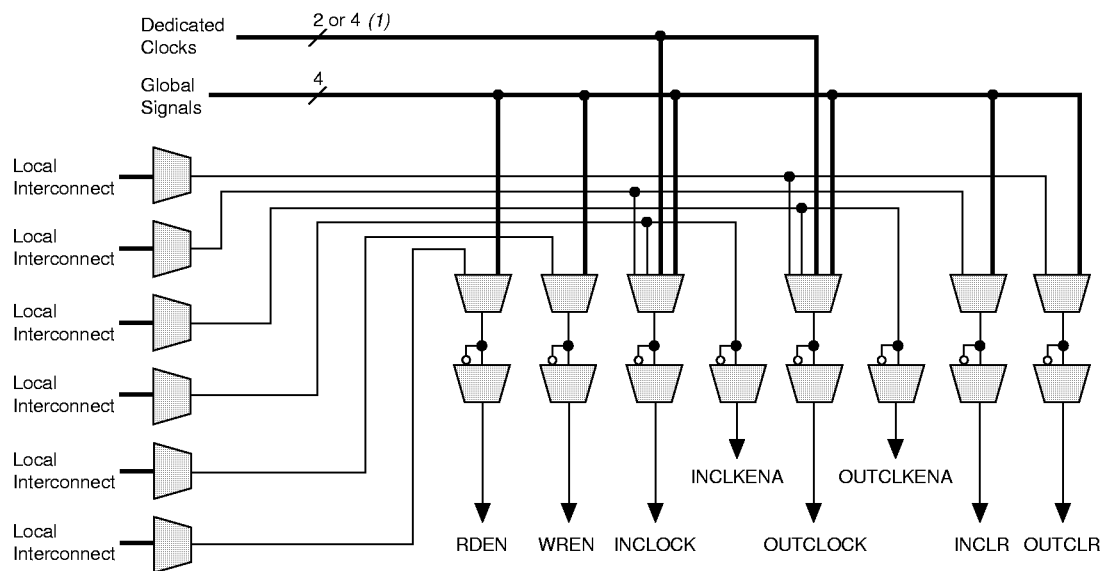 Dedicated
Clocks
2 or 4 (1)
Global
Signals
4
Local
Interconnect
Local
Interconnect
Local
Interconnect
Local
Interconnect
Local
Interconnect
Local
Interconnect
INCLKENA
OUTCLKENA
RDEN
WREN
INCLOCK
OUTCLOCK
INCLR
OUTCLR